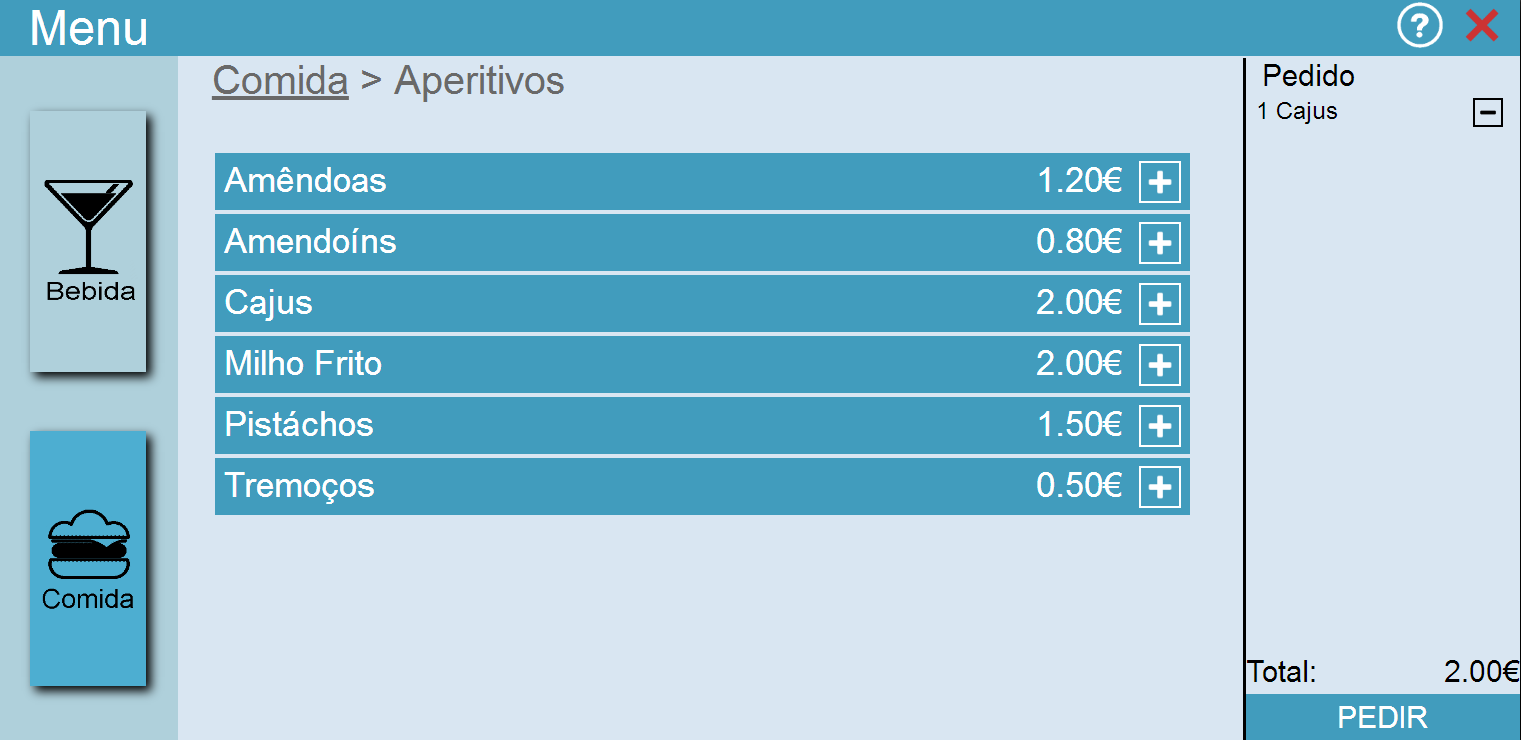 Menu
?
Bebida
Comida
Comida > Aperitivos
Amêndoas 1.20€
Amendoíns 0.80€
Cajus 2.00€
Milho Frito 2.00€
Pistáchos 1.50€
Tremoços 0.50€
Pedido
1 Cajus
Total: 2.00€
PEDIR